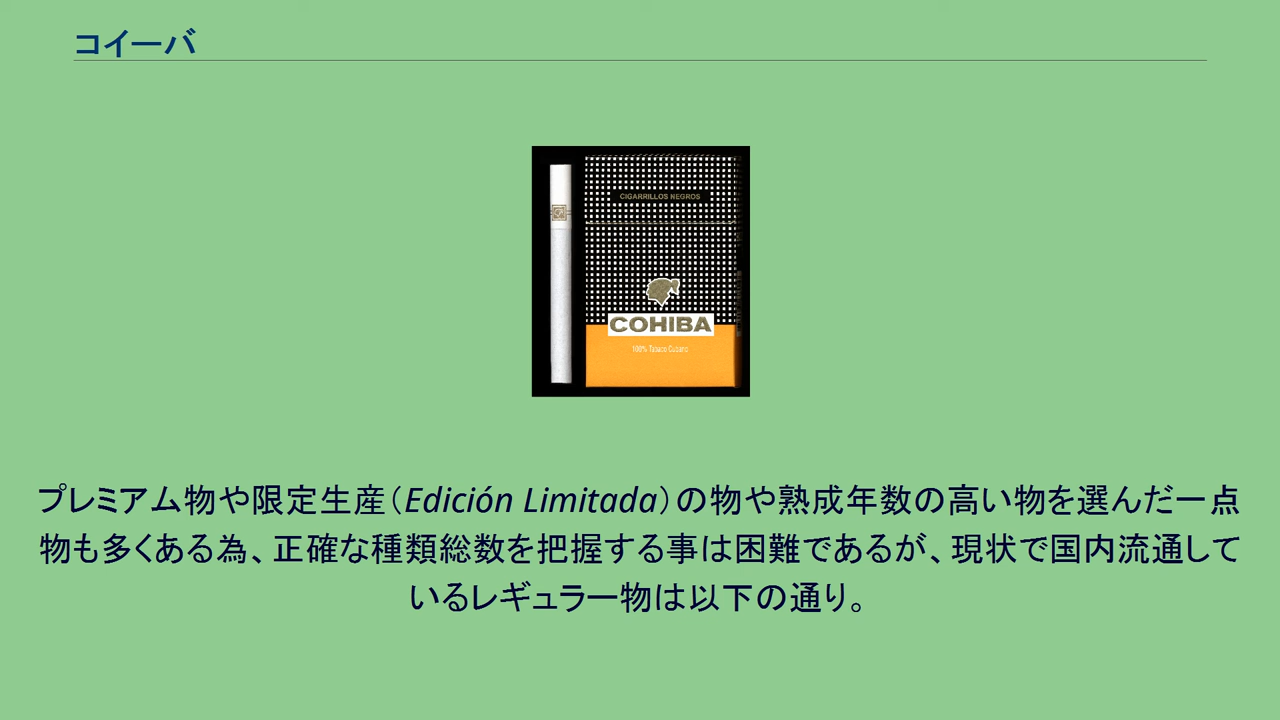 コイーバ
CIGARRILLOS NEGROS
COHIBA
100% Tabaco Cubano
プレミアム物や限定生産（Edición Limitada）の物や熟成年数の高い物を選んだ一点
物も多くある為、正確な種類総数を把握する事は困難であるが、現状で国内流通して
いるレギュラー物は以下の通り。